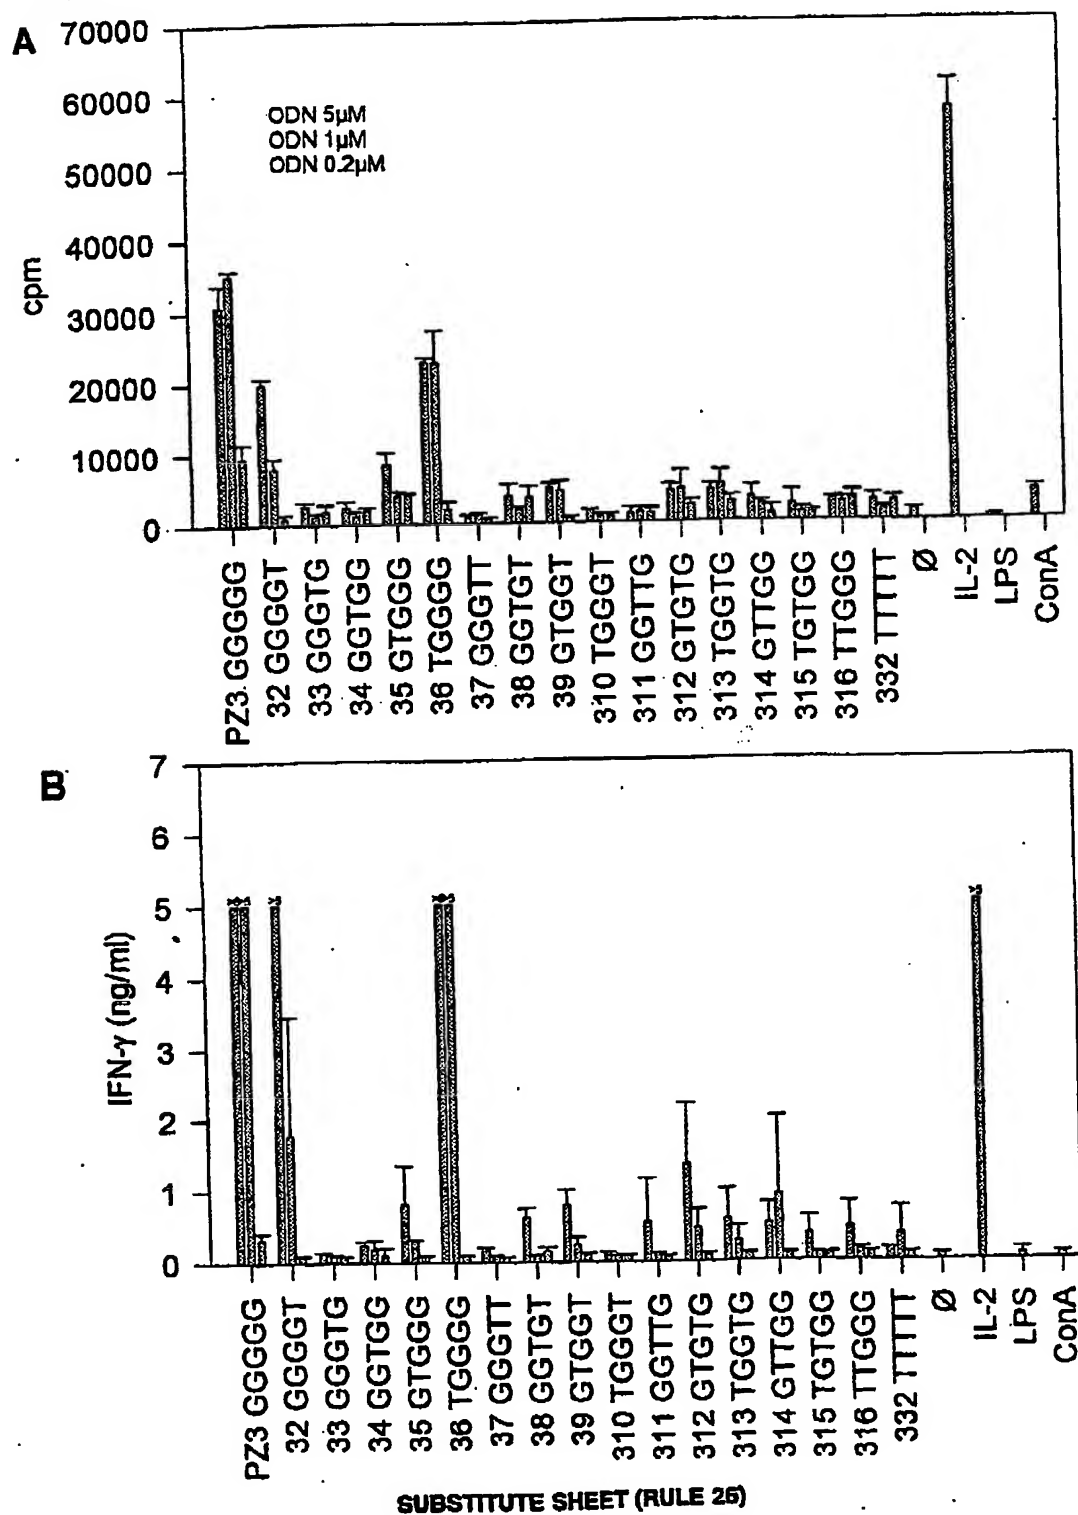 A
70000
60000
50000
40000
30000
20000
10000
0
cpm
ODN 5µM
ODN 1µM
ODN 0.2µM
PZ3 GGGGG
32 GGGGT
33 GGGTG
34 GGTGG
35 GTGGG
36 TGGGG
37 GGGTT
38 GGTGT
39 GTGGT
310 TGGGT
311 GGTTG
312 GTGTG
313 TGGTG
314 GTTGG
315 TGTGG
316 TTGGG
332 TTTTT
Ø
IL-2
LPS
ConA
B
7
6
5
4
3
2
1
0
IFN-γ (ng/ml)
PZ3 GGGGG
32 GGGGT
33 GGGTG
34 GGTGG
35 GTGGG
36 TGGGG
37 GGGTT
38 GGTGT
39 GTGGT
310 TGGGT
311 GGTTG
312 GTGTG
313 TGGTG
314 GTTGG
315 TGTGG
316 TTGGG
332 TTTTT
Ø
IL-2
LPS
ConA
SUBSTITUTE SHEET (RULE 26)